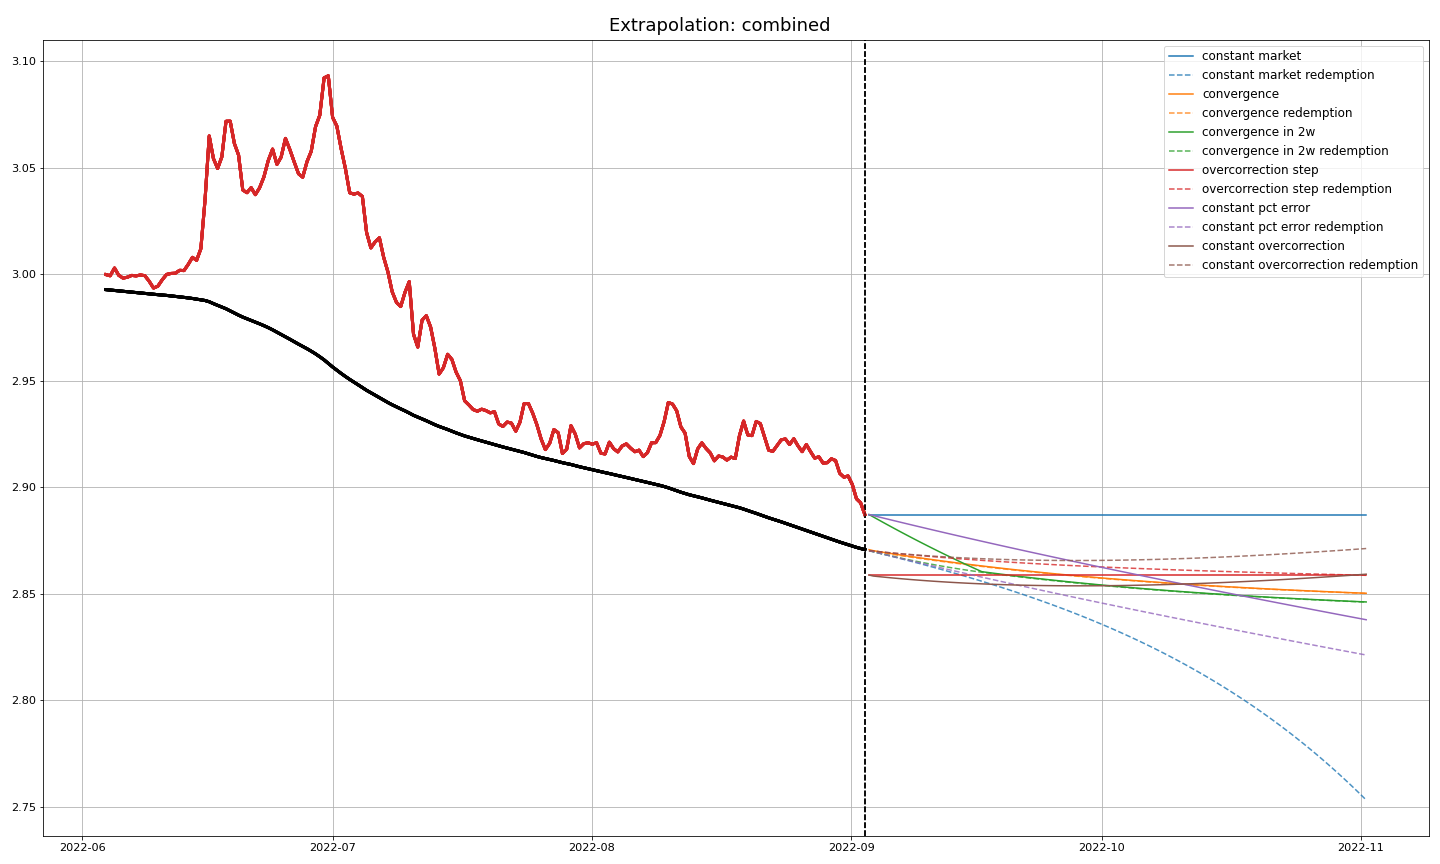 Extrapolation: combined
3.10
3.05
3.00
2.95
2.90
2.85
2.80
2.75
constant market
constant market redemption
convergence
convergence redemption
convergence in 2w
convergence in 2w redemption
overcorrection step
overcorrection step redemption
constant pct error
constant pct error redemption
constant overcorrection
constant overcorrection redemption
2022-06
2022-07
2022-08
2022-09
2022-10
2022-11